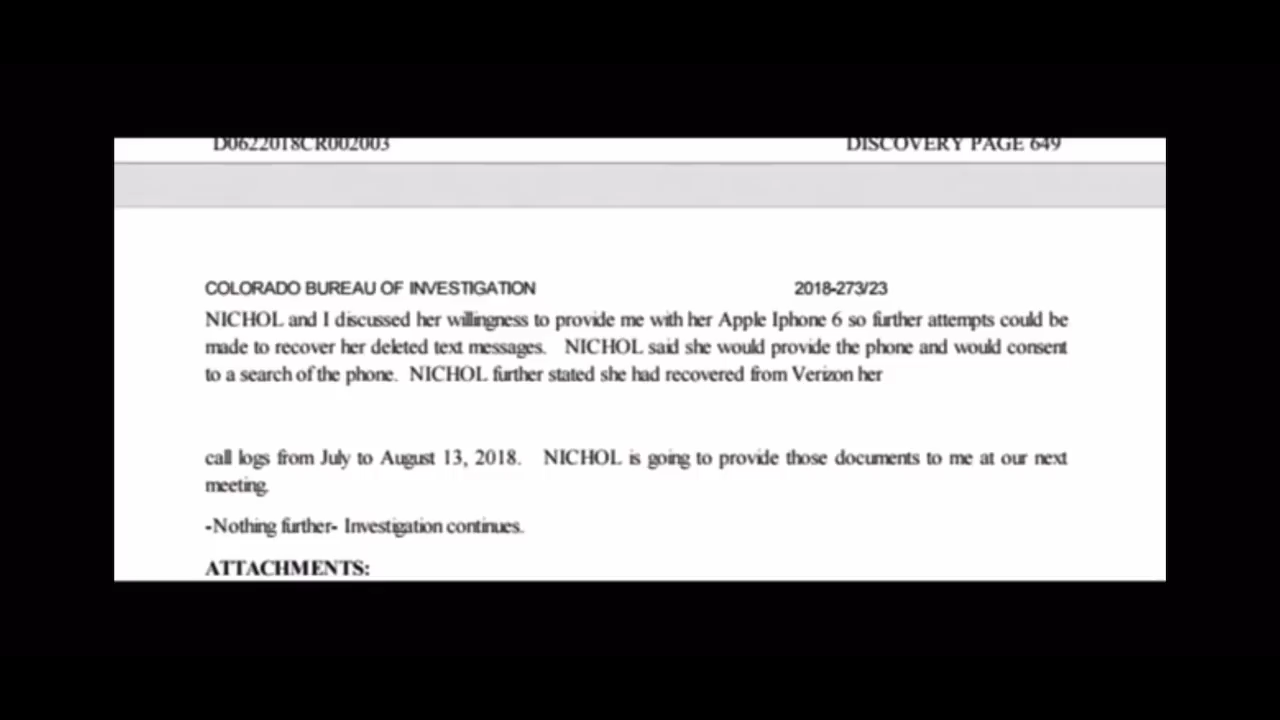 D0622018CR002003 DISCOVERY PAGE 649
COLORADO BUREAU OF INVESTIGATION 2018-273/23
NICHOL and I discussed her willingness to provide me with her Apple Iphone 6 so further attempts could be
made to recover her deleted text messages. NICHOL said she would provide the phone and would consent
to a search of the phone. NICHOL further stated she had recovered from Verizon her
call logs from July to August 13, 2018. NICHOL is going to provide those documents to me at our next
meeting.
-Nothing further- Investigation continues.
ATTACHMENTS: